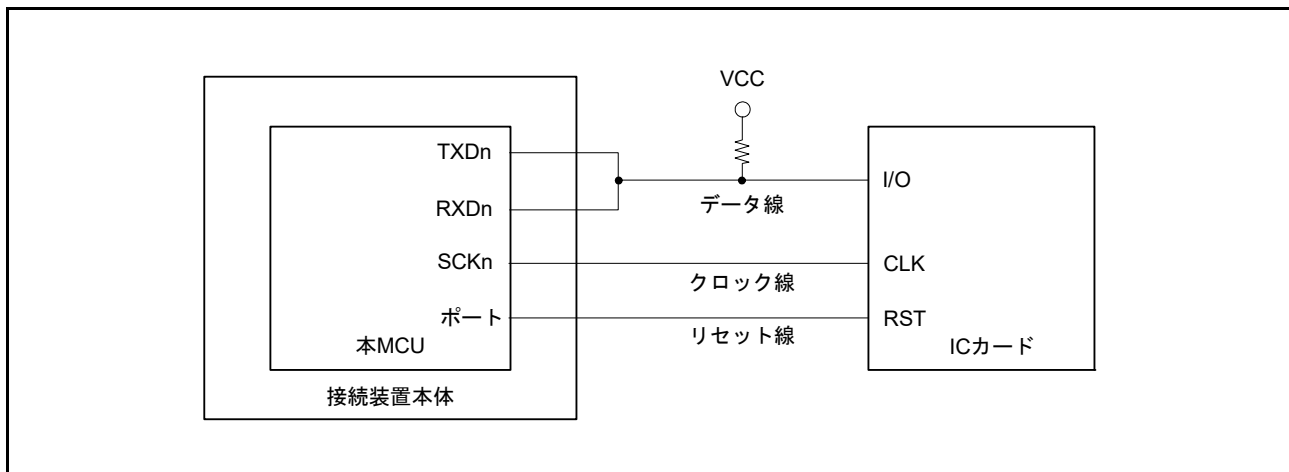 VCC
TXDn
RXDn
SCKn
ポート
本MCU
接続装置本体
データ線
クロック線
リセット線
I/O
CLK
RST
ICカード